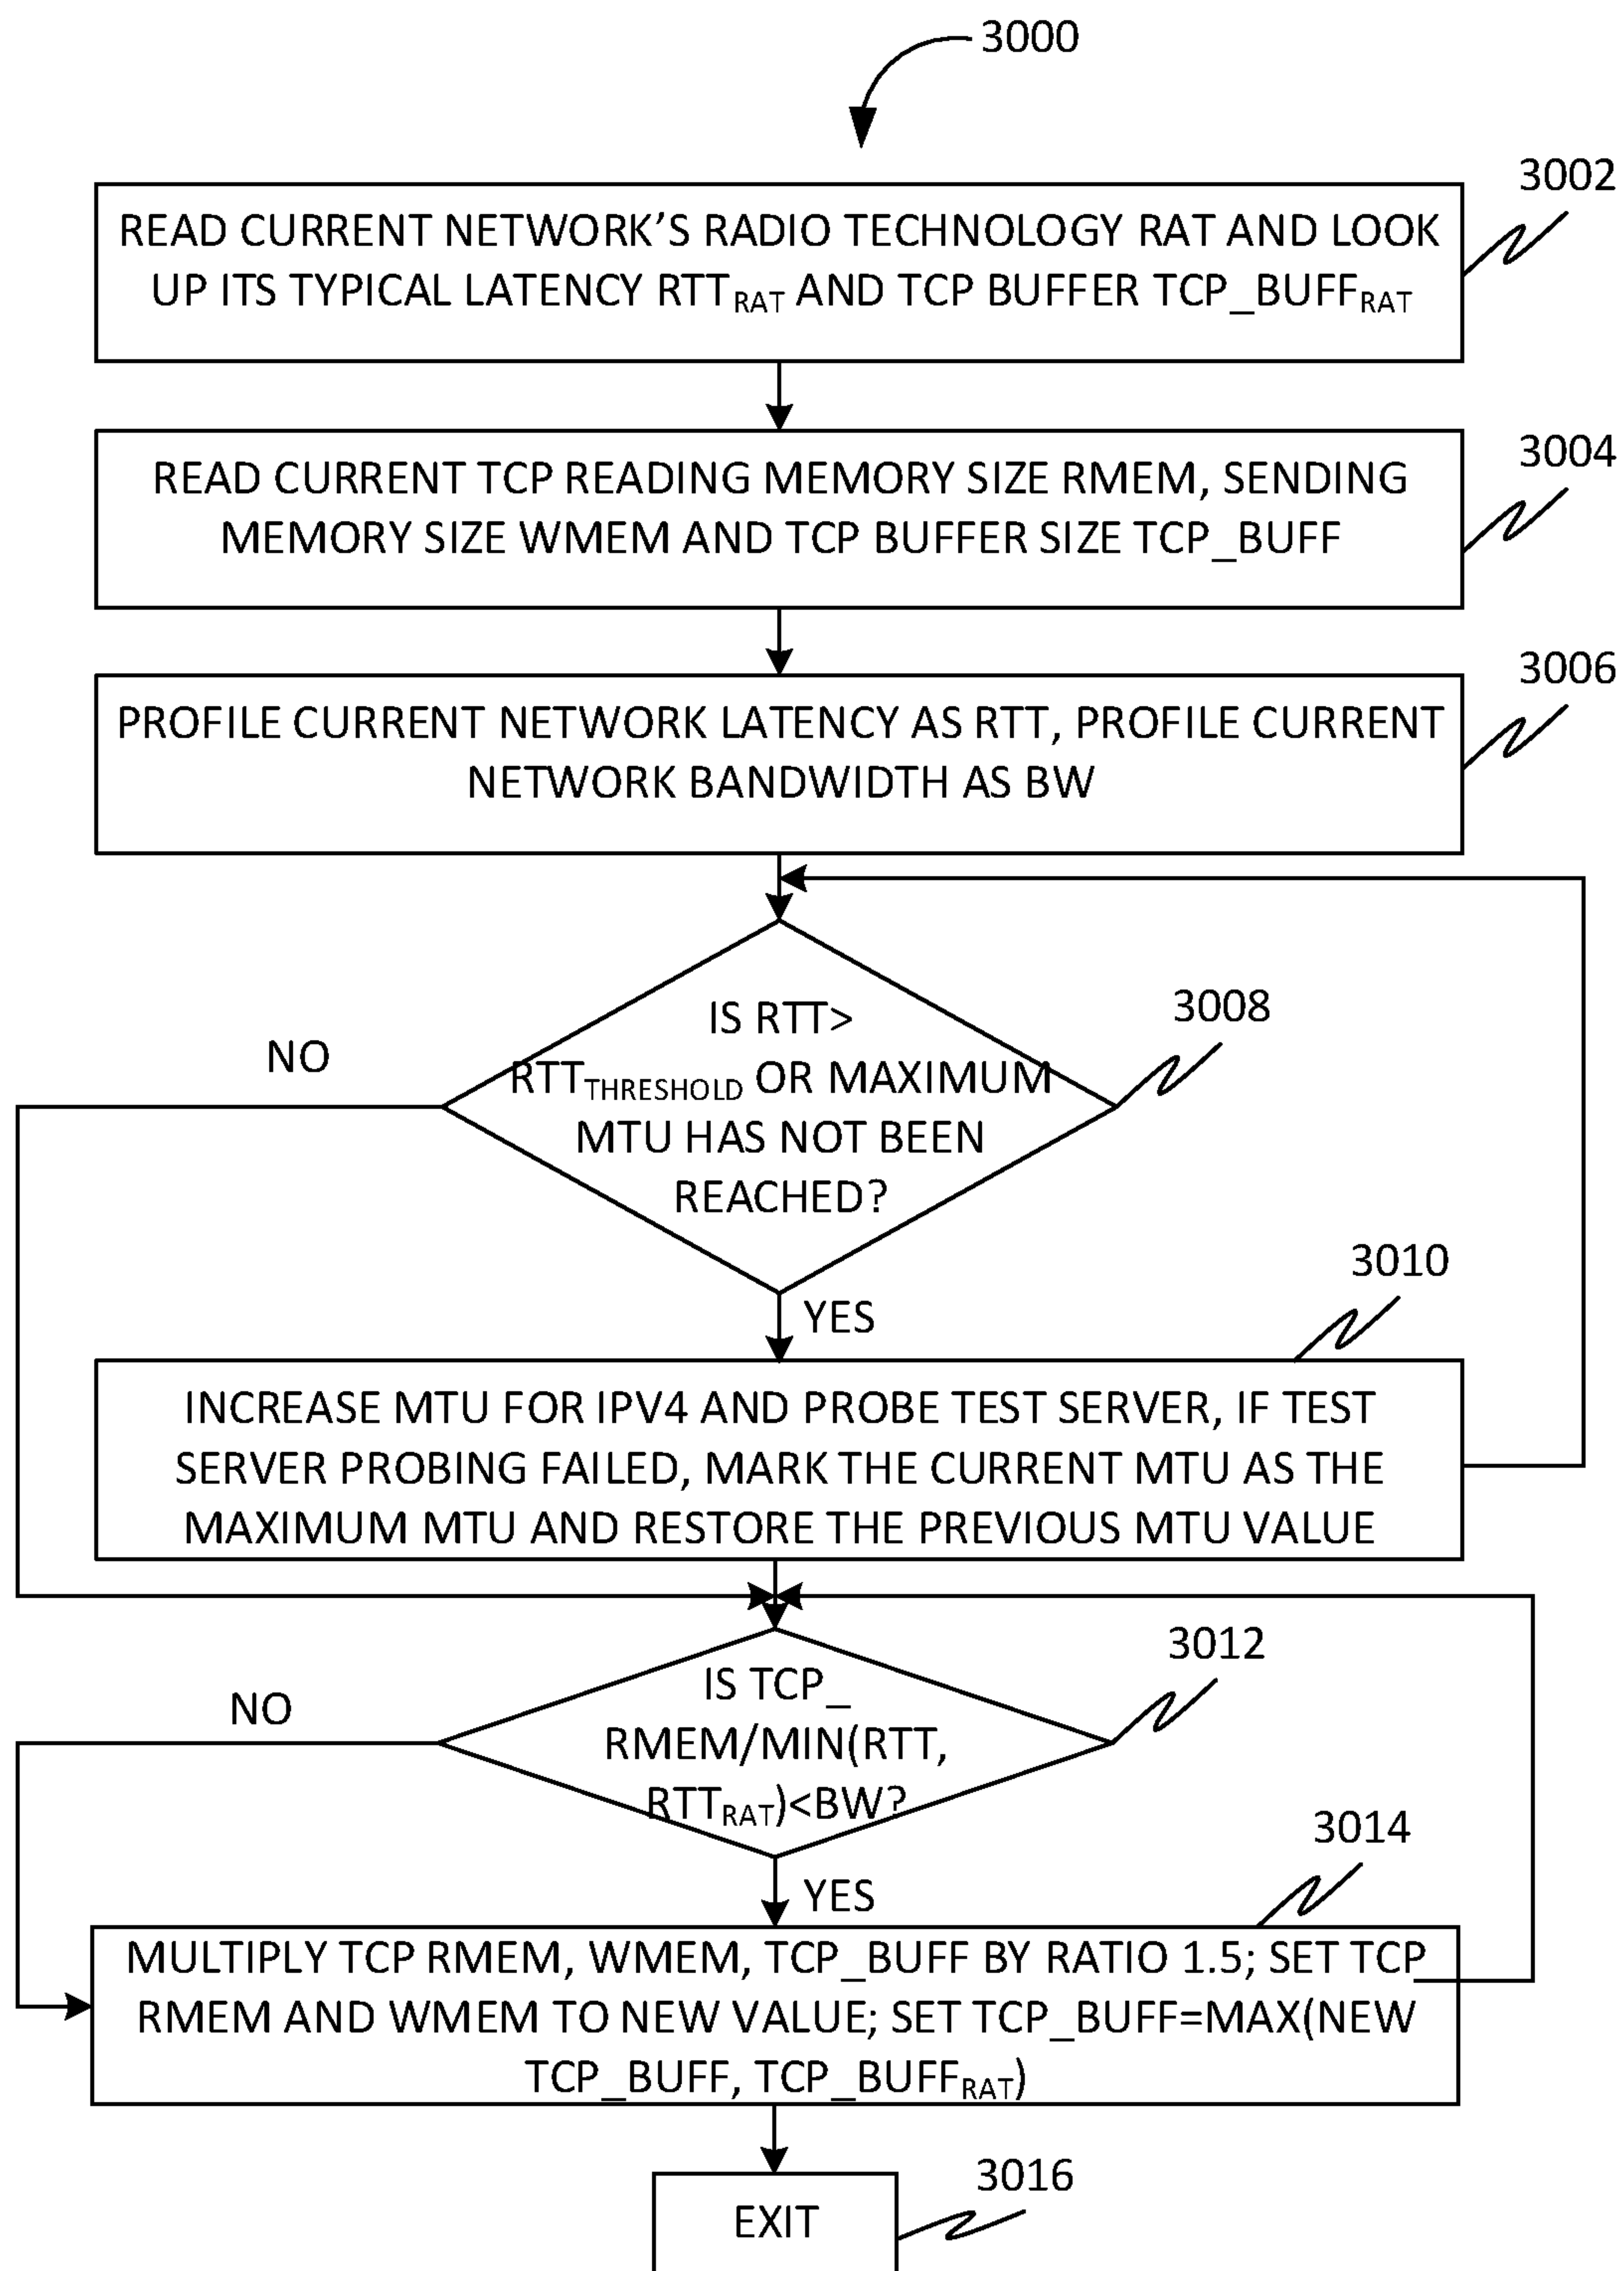 3000
3002
READ CURRENT NETWORK’S RADIO TECHNOLOGY RAT AND LOOK
UP ITS TYPICAL LATENCY RTT_RAT AND TCP BUFFER TCP_BUFF_RAT
3004
READ CURRENT TCP READING MEMORY SIZE RMEM, SENDING
MEMORY SIZE WMEM AND TCP BUFFER SIZE TCP_BUFF
3006
PROFILE CURRENT NETWORK LATENCY AS RTT, PROFILE CURRENT
NETWORK BANDWIDTH AS BW
3008
IS RTT>
RTT_THRESHOLD OR MAXIMUM
MTU HAS NOT BEEN
REACHED?
NO
YES
3010
INCREASE MTU FOR IPV4 AND PROBE TEST SERVER, IF TEST
SERVER PROBING FAILED, MARK THE CURRENT MTU AS THE
MAXIMUM MTU AND RESTORE THE PREVIOUS MTU VALUE
3012
IS TCP_
RMEM/MIN(RTT,
RTT_RAT)<BW?
NO
YES
3014
MULTIPLY TCP RMEM, WMEM, TCP_BUFF BY RATIO 1.5; SET TCP
RMEM AND WMEM TO NEW VALUE; SET TCP_BUFF=MAX(NEW
TCP_BUFF, TCP_BUFF_RAT)
3016
EXIT